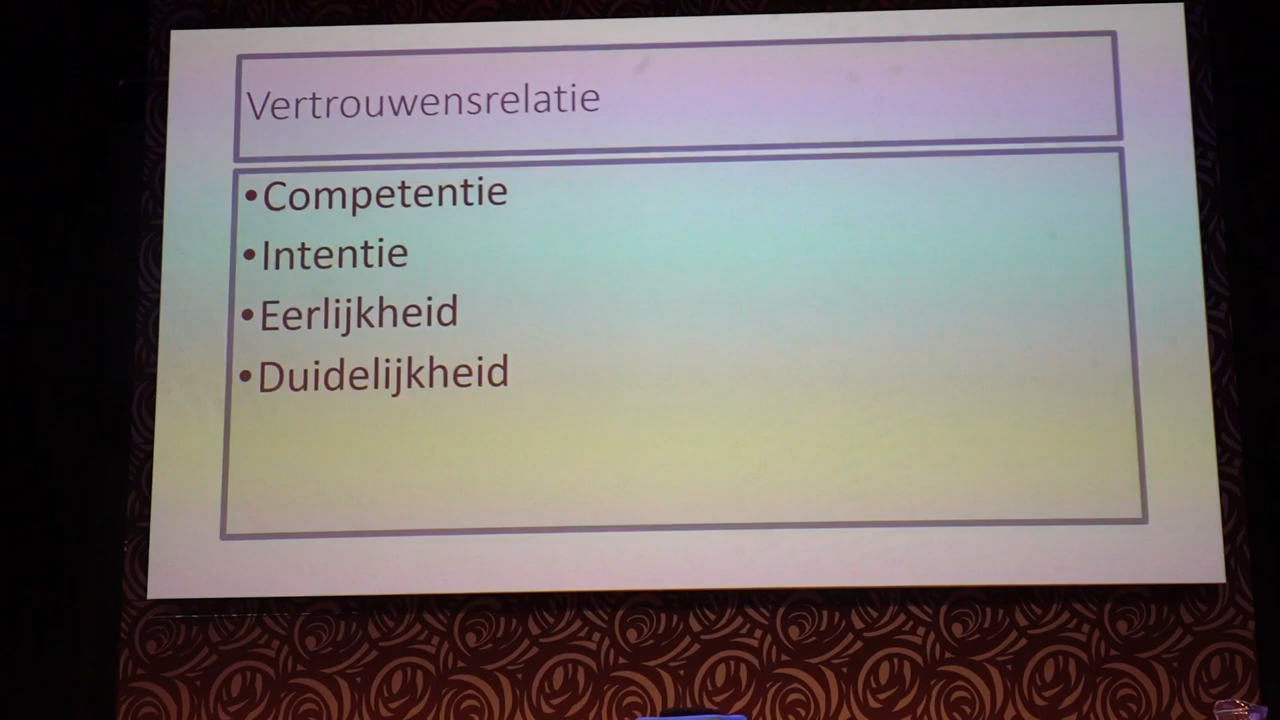 Vertrouwensrelatie
•Competentie
•Intentie
•Eerlijkheid
•Duidelijkheid